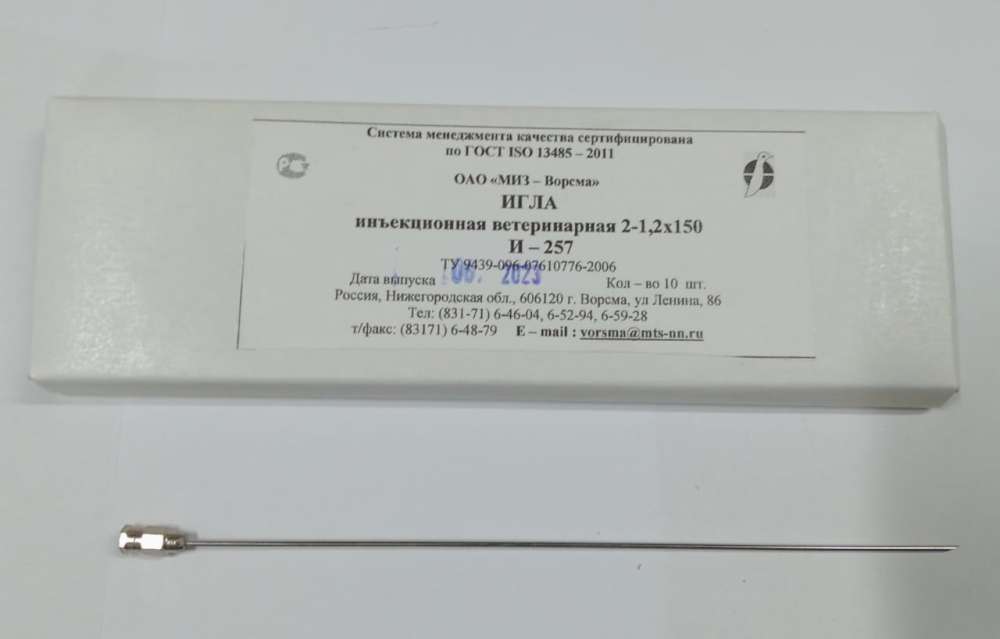 Система менеджмента качества сертифицирована
по ГОСТ ISO 13485 – 2011
ОАО «МИЗ – Ворсма»
ИГЛА
инъекционная ветеринарная 2-1,2х150
И – 257
ТУ 9439-096-07610776-2006
Дата выпуска 06. 2023 Кол – во 10 шт.
Россия, Нижегородская обл., 606120 г. Ворсма, ул Ленина, 86
Тел: (831-71) 6-46-04, 6-52-94, 6-59-28
т/факс: (83171) 6-48-79 E – mail : vorsma@mts-nn.ru